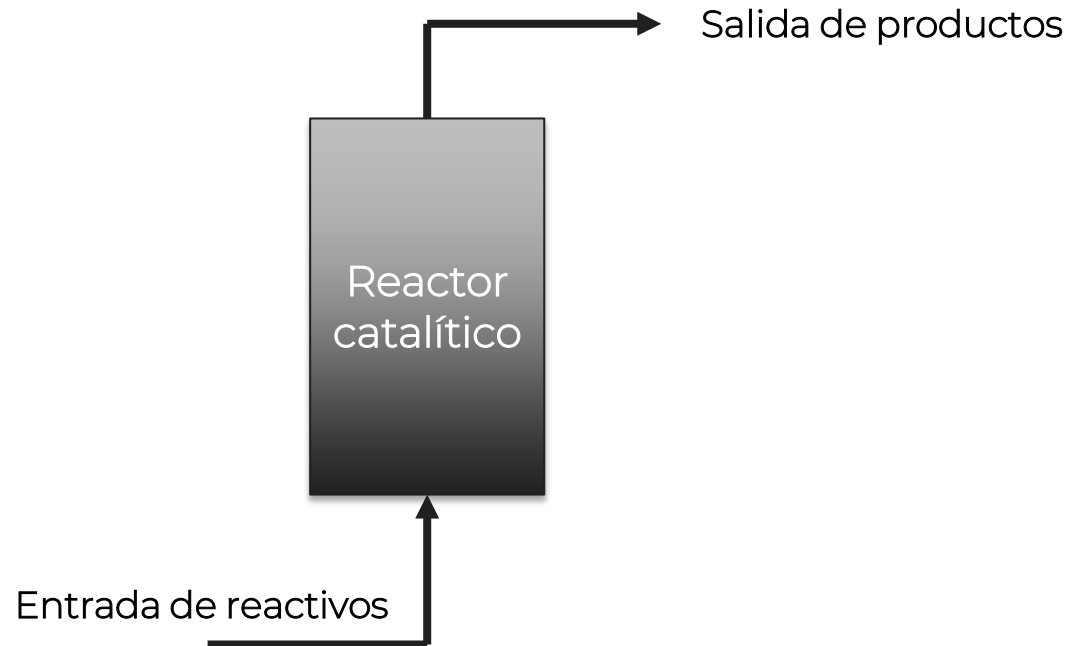 Salida de productos
Reactor
catalítico
Entrada de reactivos